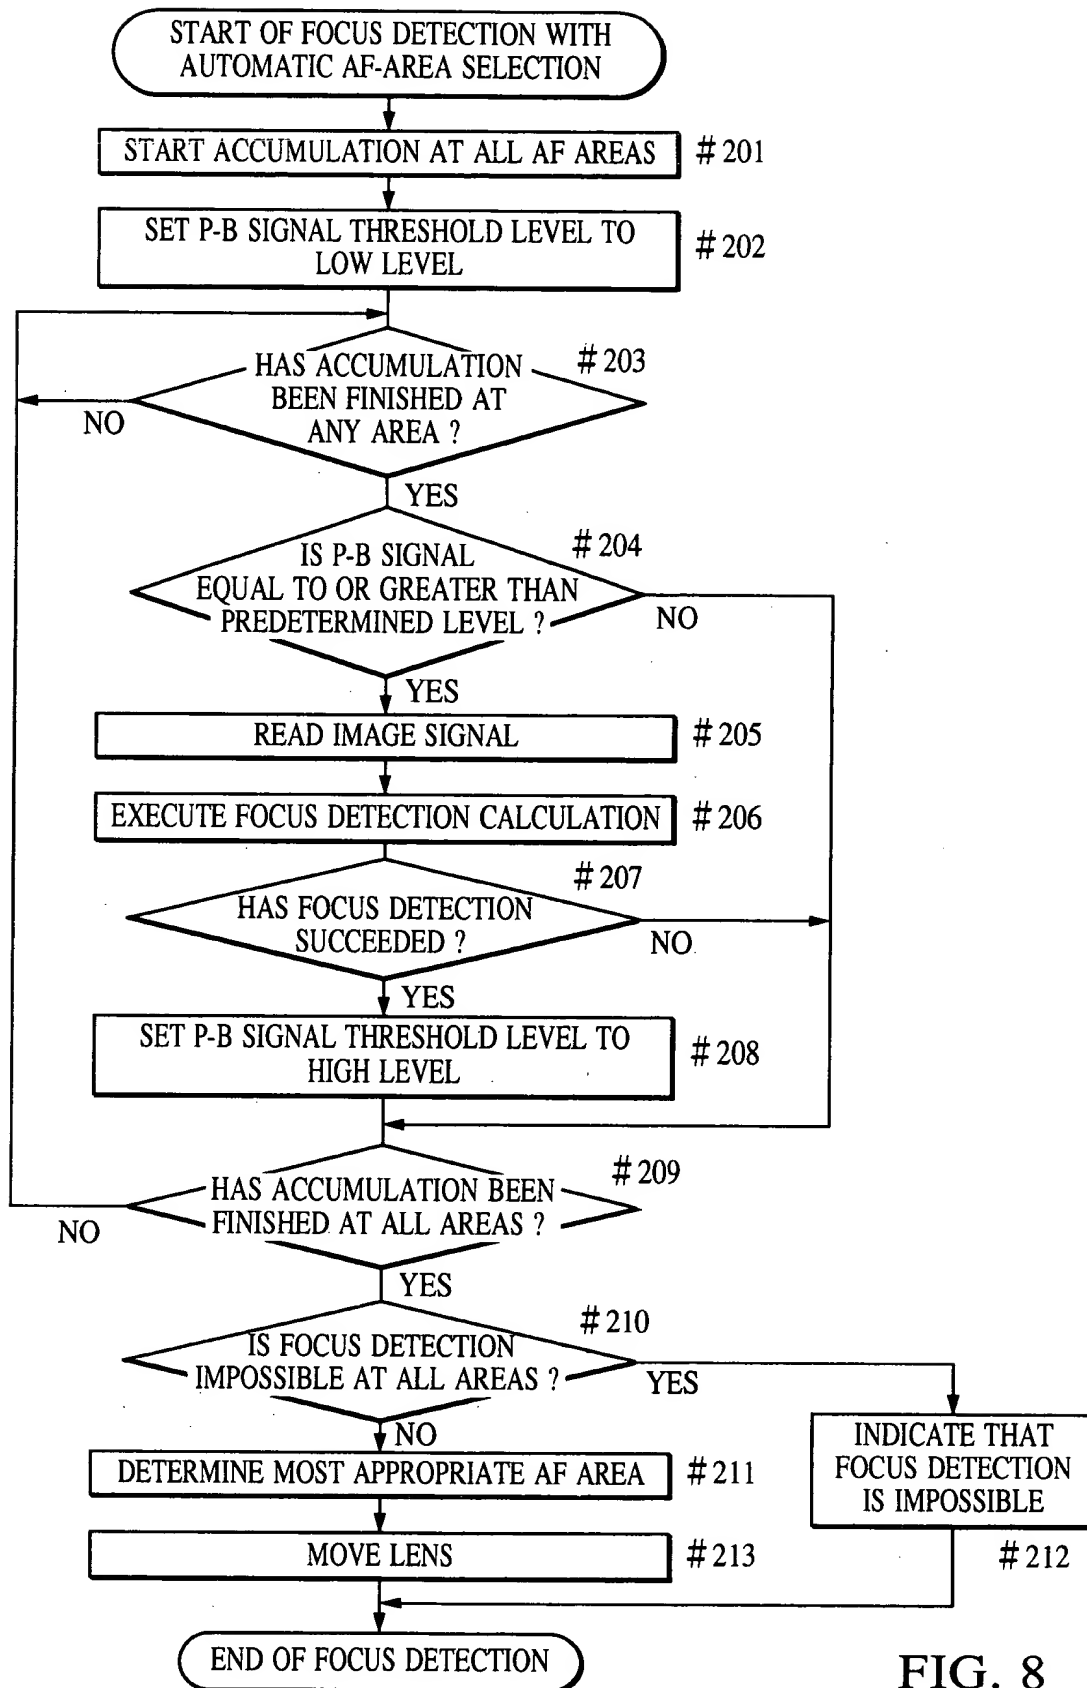 START OF FOCUS DETECTION WITH
AUTOMATIC AF-AREA SELECTION
START ACCUMULATION AT ALL AF AREAS
#201
SET P-B SIGNAL THRESHOLD LEVEL TO
LOW LEVEL
#202
HAS ACCUMULATION
BEEN FINISHED AT
ANY AREA ?
#203
NO
YES
IS P-B SIGNAL
EQUAL TO OR GREATER THAN
PREDETERMINED LEVEL ?
#204
NO
YES
READ IMAGE SIGNAL
#205
EXECUTE FOCUS DETECTION CALCULATION
#206
HAS FOCUS DETECTION
SUCCEEDED ?
#207
NO
YES
SET P-B SIGNAL THRESHOLD LEVEL TO
HIGH LEVEL
#208
HAS ACCUMULATION BEEN
FINISHED AT ALL AREAS ?
#209
NO
YES
IS FOCUS DETECTION
IMPOSSIBLE AT ALL AREAS ?
#210
YES
NO
INDICATE THAT
FOCUS DETECTION
IS IMPOSSIBLE
#212
DETERMINE MOST APPROPRIATE AF AREA
#211
MOVE LENS
#213
END OF FOCUS DETECTION
FIG. 8